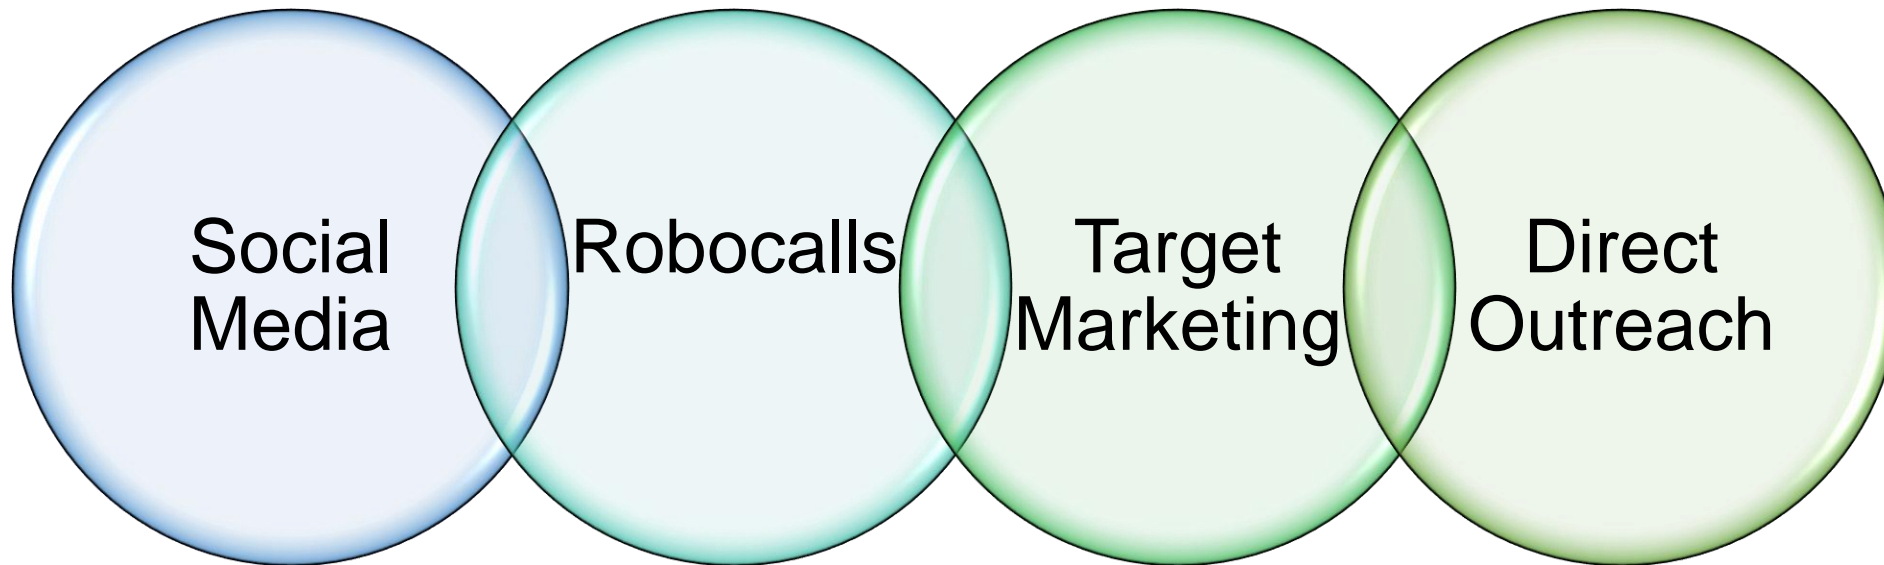 Social
Media
Robocalls
Target
Marketing
Direct
Outreach